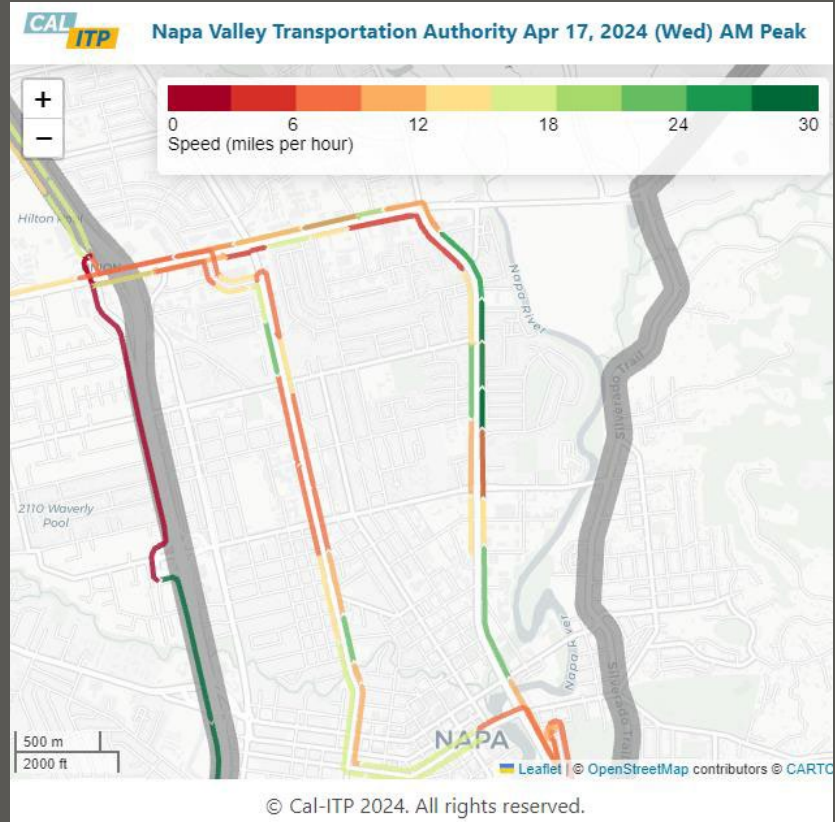 CAL
ITP
Napa Valley Transportation Authority Apr 17, 2024 (Wed) AM Peak
+
−
0 6 12 18 24 30
Speed (miles per hour)
Hilton
Napa River
Silverado Trail
2110 Waverly
Pool
Napa River
Silverado Trail
NAPA
500 m
2000 ft
Leaflet | © OpenStreetMap contributors © CARTO
© Cal-ITP 2024. All rights reserved.